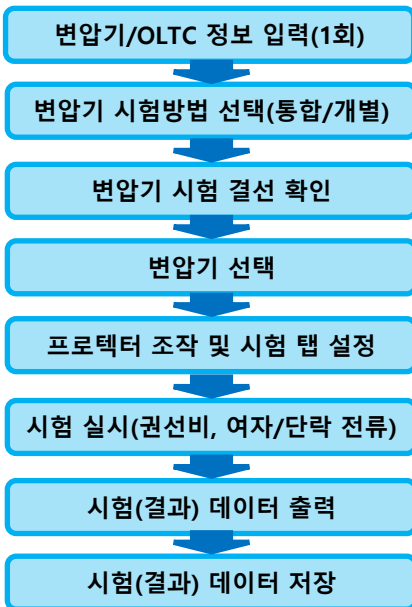 변압기/OLTC 정보 입력(1회)
변압기 시험방법 선택(통합/개별)
변압기 시험 결선 확인
변압기 선택
프로텍터 조작 및 시험 탭 설정
시험 실시(권선비, 여자/단락 전류)
시험(결과) 데이터 출력
시험(결과) 데이터 저장